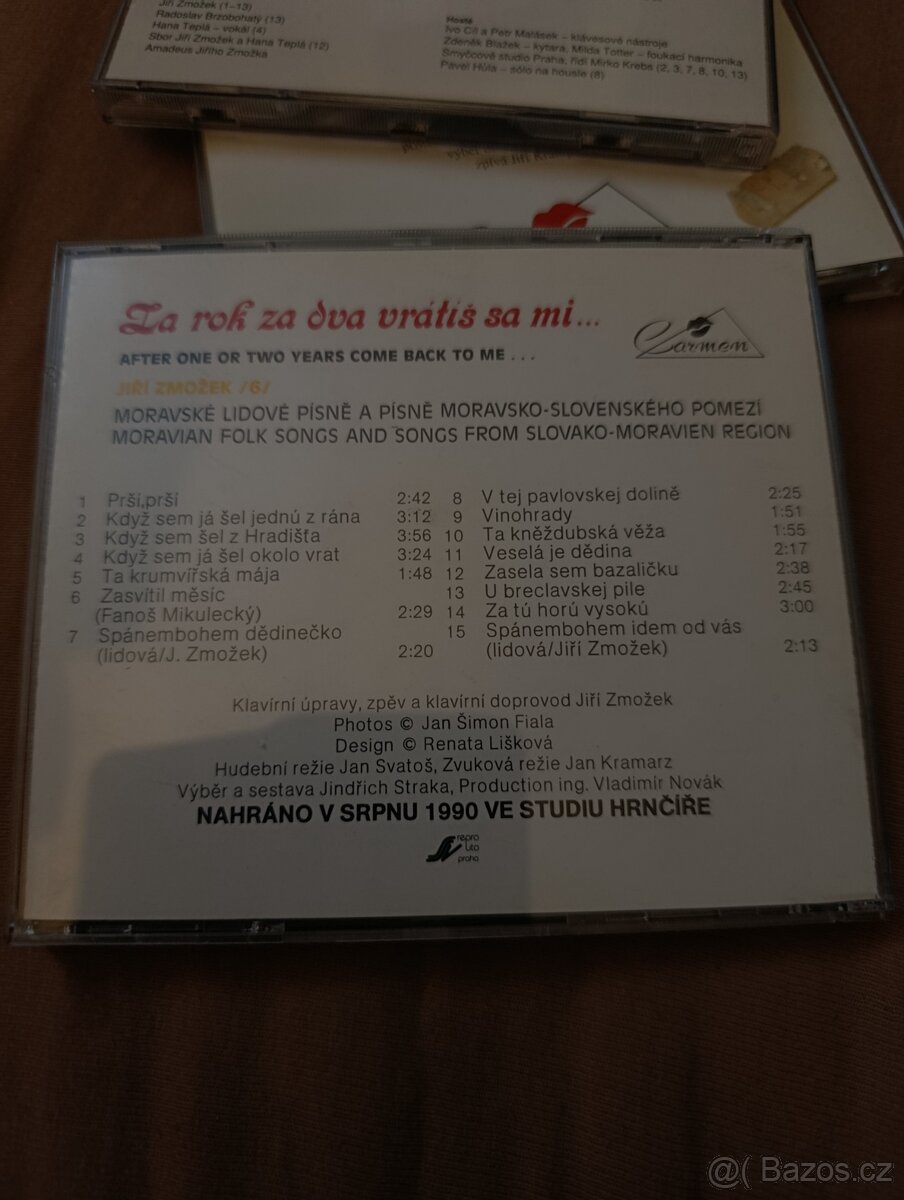 Jiří Zmožek (1–13)
Radoslav Brzobohatý (13)
Hana Teplá – vokál (4)
Sbor Jiří Zmožek a Hana Teplá (12)
Amadeus Jiřího Zmožka
Hosté
Ivo Cíl a Petr Malásek – klávesové nástroje
Zdeněk Blažek – kytara, Milda Totter – foukací harmonika
Smyčcové studio Praha, řídí Mirko Krebs (2, 3, 7, 8, 10, 13)
Pavel Hůla – sólo na housle (8)
výběr
zpívá Jiří
Za rok za dva vrátíš sa mi...
Carmen
AFTER ONE OR TWO YEARS COME BACK TO ME . . .
JIŘÍ ZMOŽEK /6/
MORAVSKÉ LIDOVÉ PÍSNĚ A PÍSNĚ MORAVSKO-SLOVENSKÉHO POMEZÍ
MORAVIAN FOLK SONGS AND SONGS FROM SLOVAKO-MORAVIEN REGION
1 Prší,prší 2:42
2 Když sem já šel jednú z rána 3:12
3 Když sem šel z Hradišťa 3:56
4 Když sem já šel okolo vrat 3:24
5 Ta krumvířská mája 1:48
6 Zasvítil měsíc
(Fanoš Mikulecký) 2:29
7 Spánembohem dědinečko
(lidová/J. Zmožek) 2:20
8 V tej pavlovskej dolině 2:25
9 Vinohrady 1:51
10 Ta kněždubská věža 1:55
11 Veselá je dědina 2:17
12 Zasela sem bazaličku 2:38
13 U breclavskej pile 2:45
14 Za tú horú vysokú 3:00
15 Spánembohem idem od vás
(lidová/Jiří Zmožek) 2:13
Klavírní úpravy, zpěv a klavírní doprovod Jiří Zmožek
Photos © Jan Šimon Fiala
Design © Renata Lišková
Hudební režie Jan Svatoš, Zvuková režie Jan Kramarz
Výběr a sestava Jindřich Straka, Production ing. Vladimír Novák
NAHRÁNO V SRPNU 1990 VE STUDIU HRNČÍŘE
repro
lito
praha
@( Bazos.cz